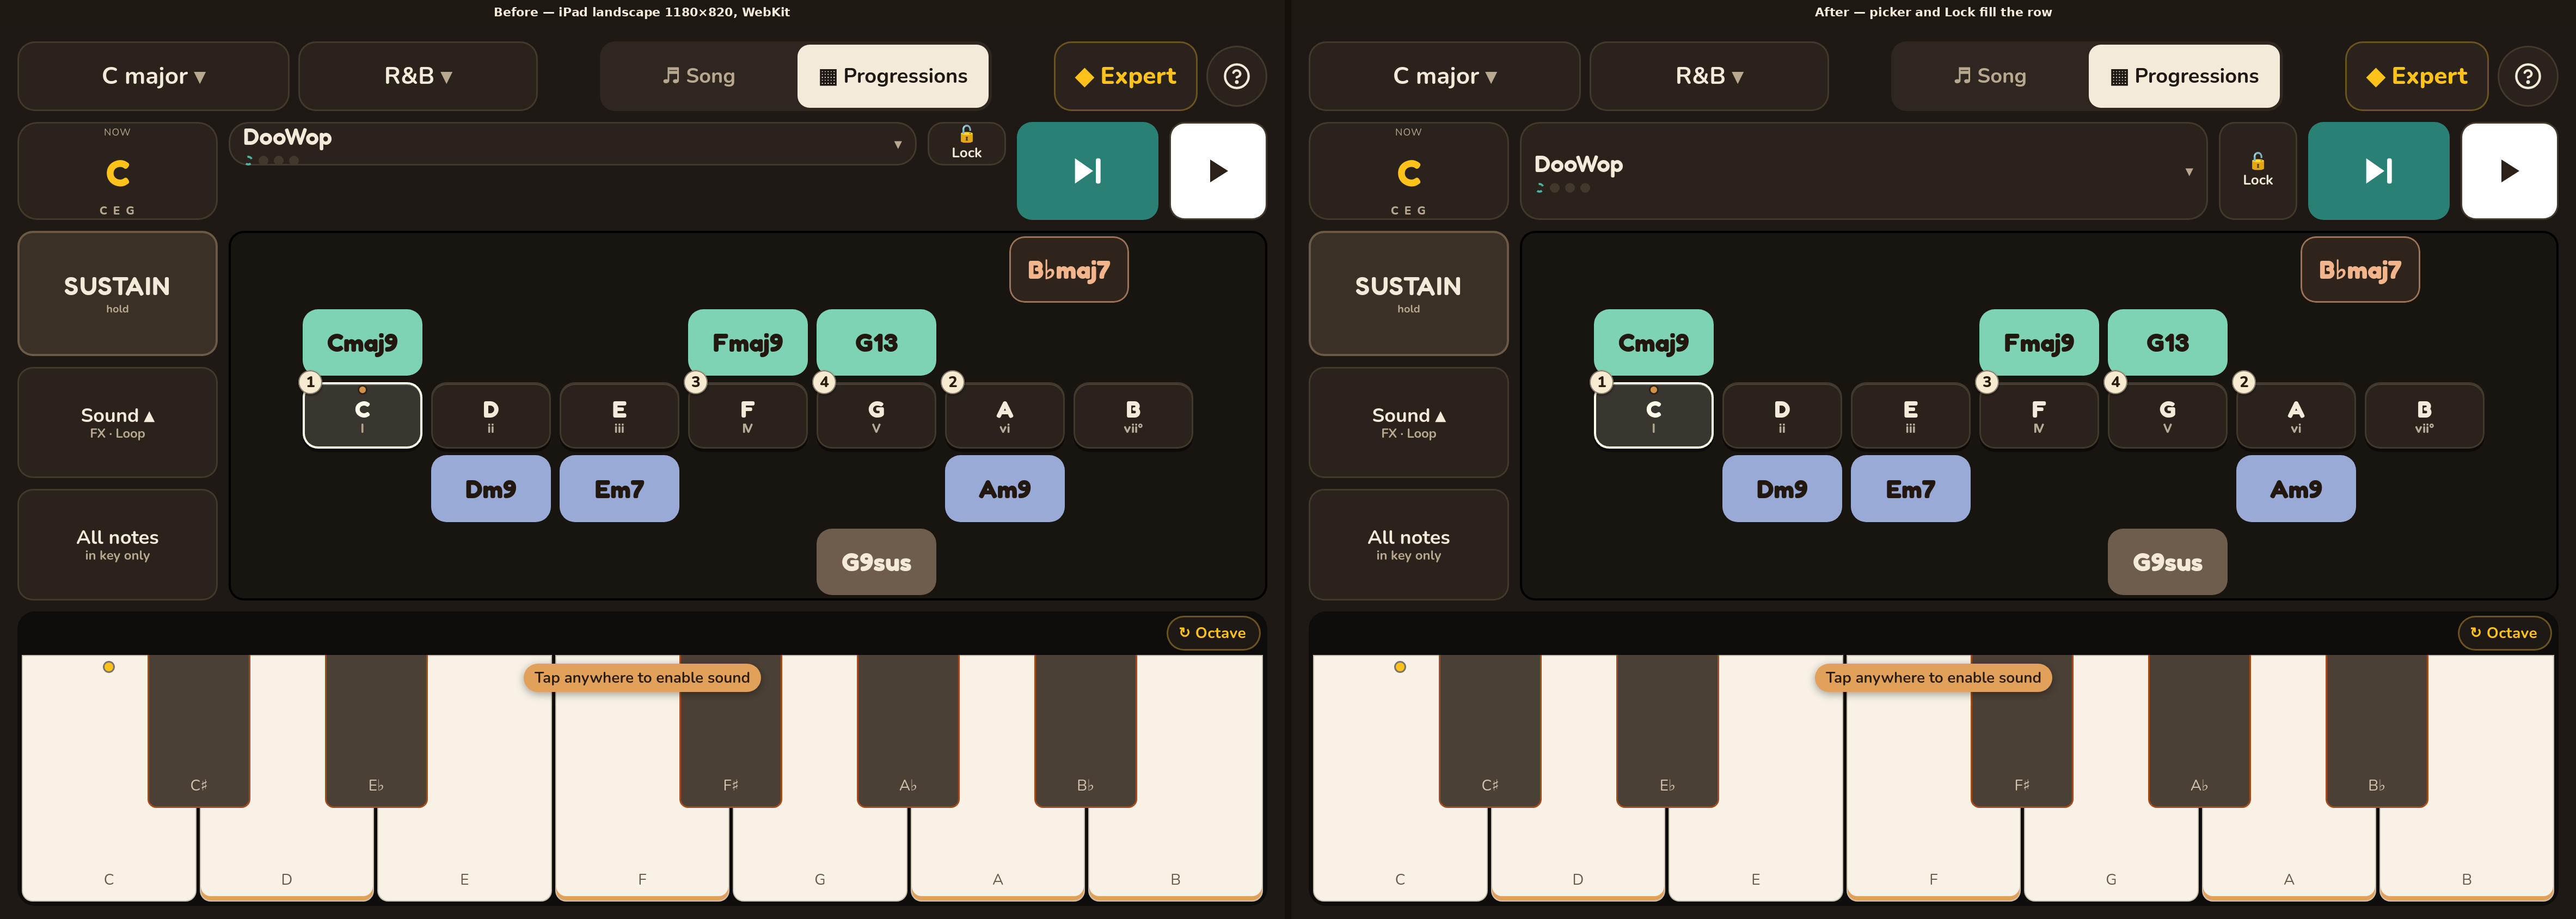 Before — iPad landscape 1180×820, WebKit
C major ▾ R&B ▾ ♬ Song ▦ Progressions ◆ Expert ?
NOW
C
C E G
DooWop ▾
🔓
Lock
SUSTAIN
hold
Sound ▴
FX · Loop
All notes
in key only
B♭maj7
Cmaj9 Fmaj9 G13
1 3 4 2
C D E F G A B
I ii iii IV V vi vii°
Dm9 Em7 Am9
G9sus
↻ Octave
Tap anywhere to enable sound
C♯ E♭ F♯ A♭ B♭
C D E F G A B
After — picker and Lock fill the row
C major ▾ R&B ▾ ♬ Song ▦ Progressions ◆ Expert ?
NOW
C
C E G
DooWop ▾
🔓
Lock
SUSTAIN
hold
Sound ▴
FX · Loop
All notes
in key only
B♭maj7
Cmaj9 Fmaj9 G13
1 3 4 2
C D E F G A B
I ii iii IV V vi vii°
Dm9 Em7 Am9
G9sus
↻ Octave
Tap anywhere to enable sound
C♯ E♭ F♯ A♭ B♭
C D E F G A B